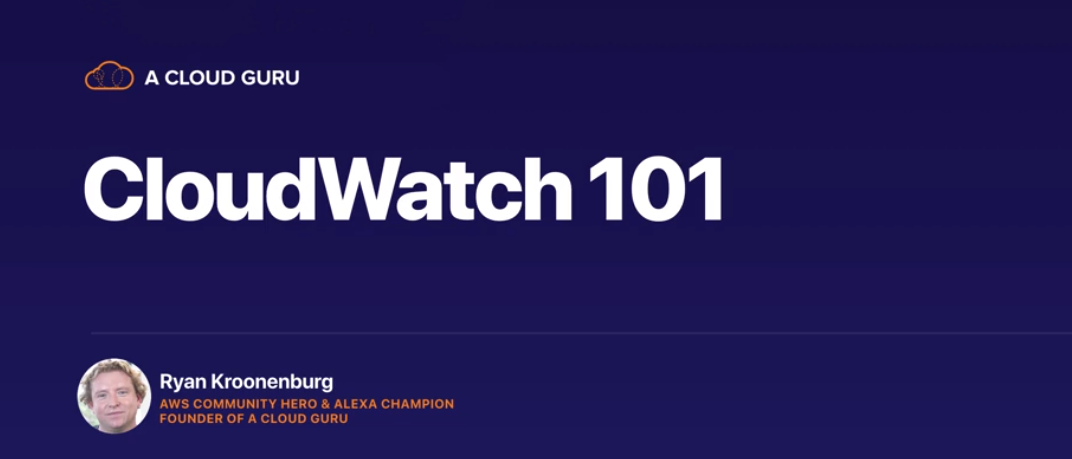 A CLOUD GURU
CloudWatch 101
Ryan Kroonenburg
AWS COMMUNITY HERO & ALEXA CHAMPION
FOUNDER OF A CLOUD GURU